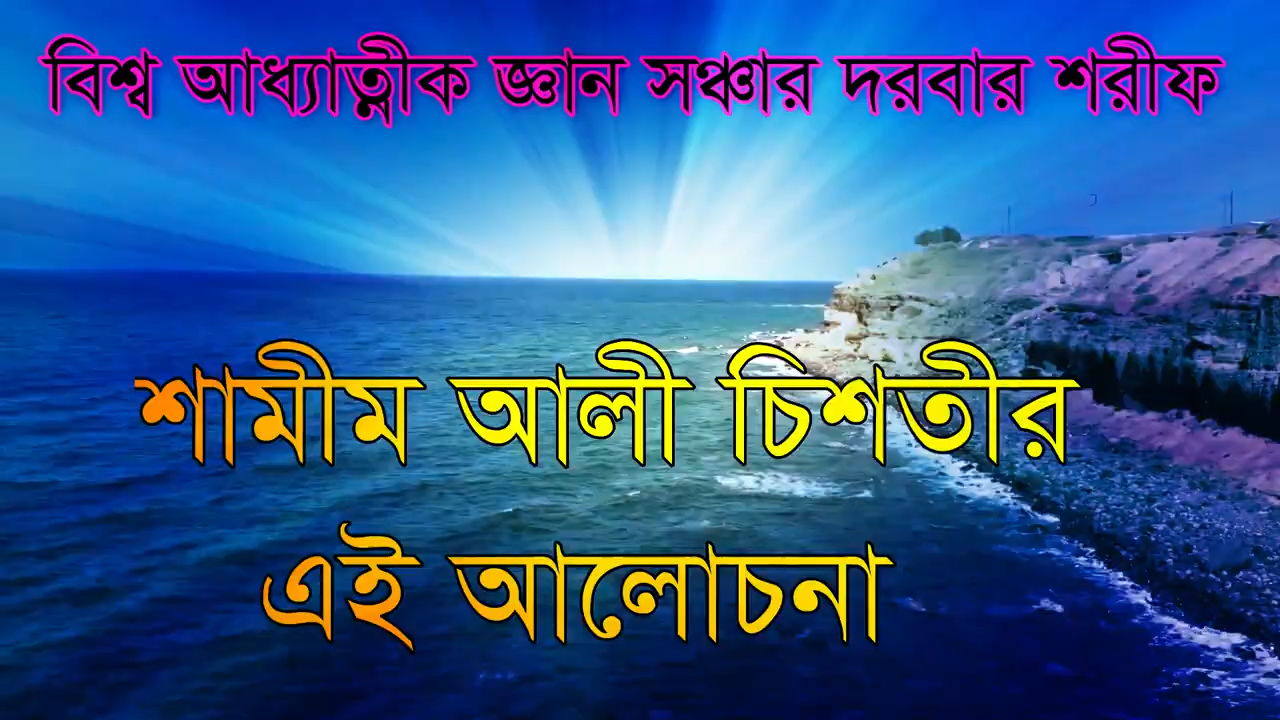 বিশ্ব আধ্যাত্নীক জ্ঞান সঞ্চার দরবার শরীফ
শামীম আলী চিশতীর
এই আলোচনা